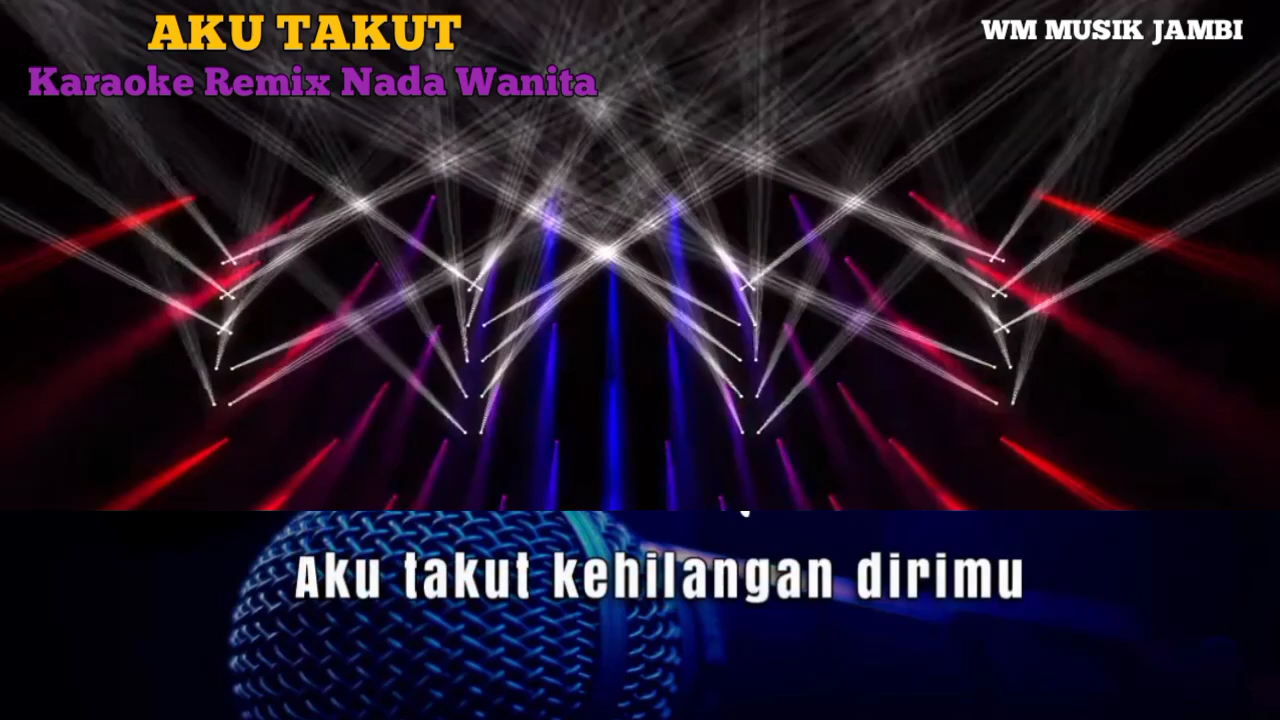 AKU TAKUT
WM MUSIK JAMBI
Karaoke Remix Nada Wanita
Aku takut kehilangan dirimu